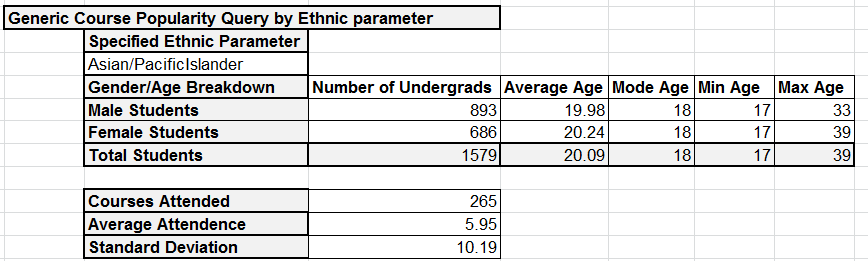 Generic Course Popularity Query by Ethnic parameter
Specified Ethnic Parameter
Asian/PacificIslander
Gender/Age Breakdown Number of Undergrads Average Age Mode Age Min Age Max Age
Male Students 893 19.98 18 17 33
Female Students 686 20.24 18 17 39
Total Students 1579 20.09 18 17 39
Courses Attended 265
Average Attendence 5.95
Standard Deviation 10.19